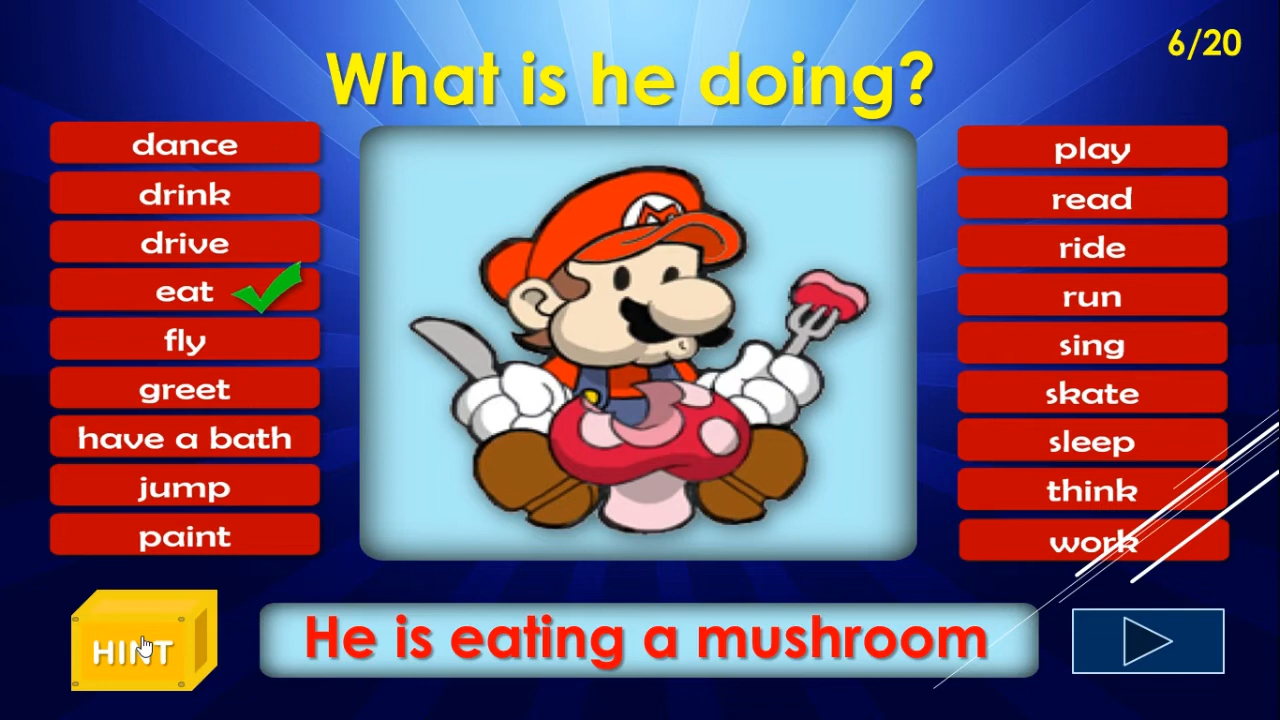 6/20
What is he doing?
dance
drink
drive
eat
fly
greet
have a bath
jump
paint
M
play
read
ride
run
sing
skate
sleep
think
work
HINT
He is eating a mushroom